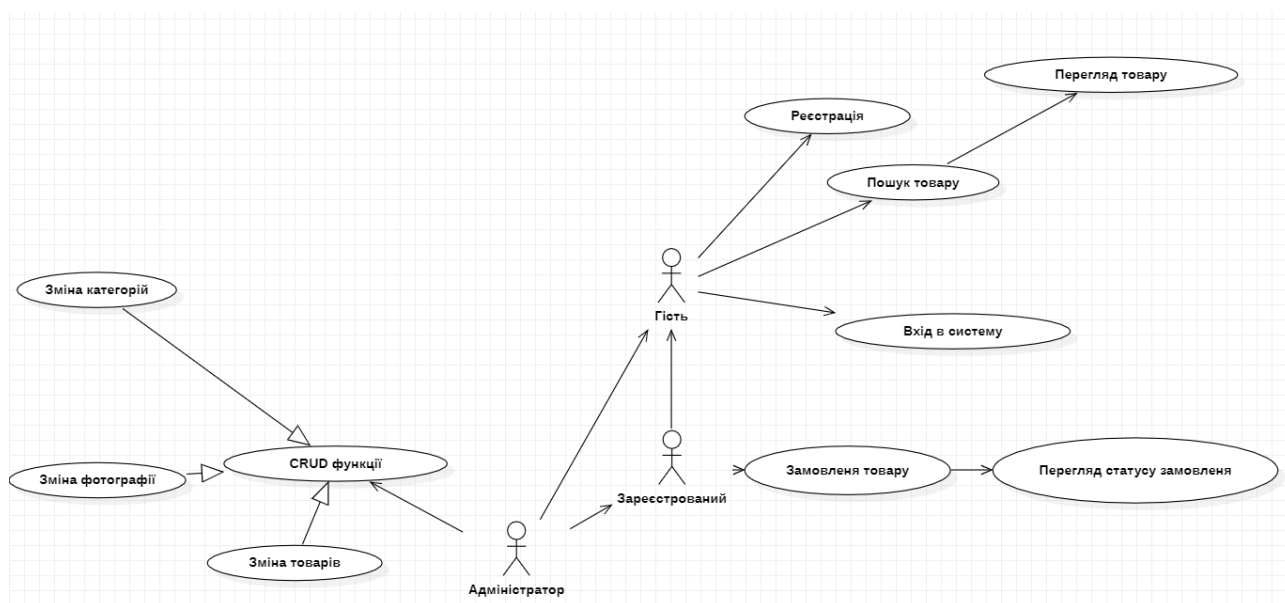 Перегляд товару
Реєстрація
Пошук товару
Зміна категорій
Гість
Вхід в систему
CRUD функції
Зміна фотографії
Замовленя товару
Перегляд статусу замовленя
Зареєстрований
Зміна товарів
Адміністратор